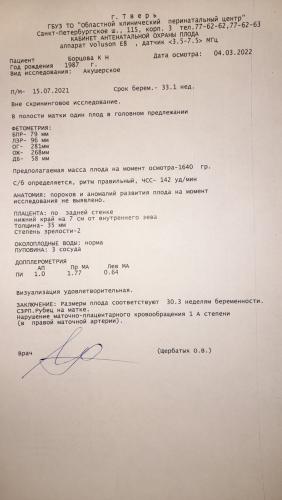 г. Тверь
ГБУЗ ТО "Областной клинический перинатальный центр"
Санкт-Петербургское ш., 115, корп. 3 тел.77-62-62,77-62-63
КАБИНЕТ АНТЕНАТАЛЬНОЙ ОХРАНЫ ПЛОДА
аппарат Voluson E8 , датчик <3.5-7.5> МГц
Пациент Борщова К Н Дата осмотра: 04.03.2022
Год рождения 1987 г.
Вид исследования: Акушерское
П/М- 15.07.2021 Срок берем.- 33.1 нед.
Вне скрининговое исследование.
В полости матки один плод в головном предлежании
ФЕТОМЕТРИЯ:
БПР- 79 мм
ЛЗР- 96 мм
ОГ- 281мм
ОЖ- 268мм
ДБ- 58 мм
Предполагаемая масса плода на момент осмотра-1640 гр.
С/б определяется, ритм правильный, ЧСС- 142 уд/мин
АНАТОМИЯ: пороков и аномалий развития плода на момент
исследования не выявлено.
ПЛАЦЕНТА: по задней стенке
нижний край на 7 см от внутреннего зева
Толщина- 35 мм
Степень зрелости-2
ОКОЛОПЛОДНЫЕ ВОДЫ: норма
ПУПОВИНА: 3 сосуда
ДОППЛЕРОМЕТРИЯ
АП Пр МА Лев МА
ПИ 1.0 1.77 0.64
Визуализация удовлетворительная.
ЗАКЛЮЧЕНИЕ: Размеры плода соответствуют 30.3 неделям беременности.
СЗРП.Рубец на матке.
Нарушение маточно-плацентарного кровообращения 1 А степени
(в правой маточной артерии).
Врач (Щербатых О.В.)